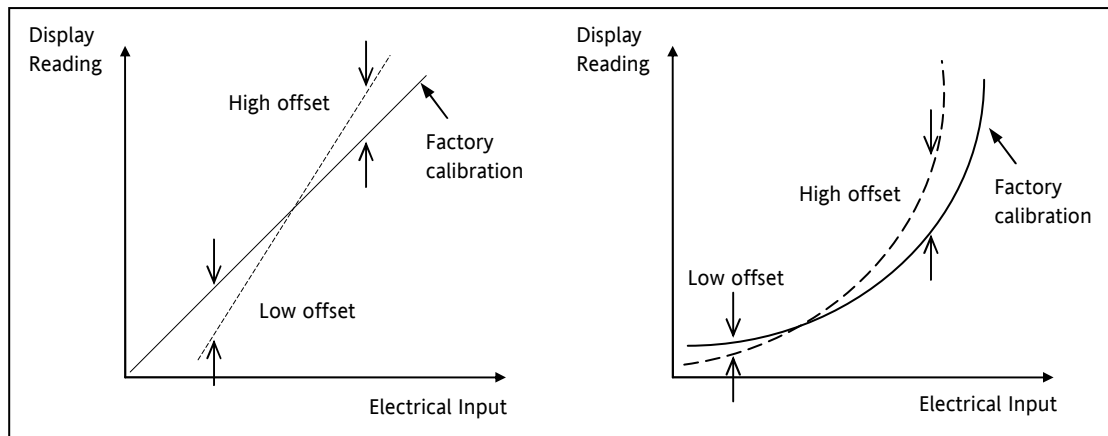 Display
Reading
High offset
Factory
calibration
Low offset
Electrical Input
Display
Reading
High offset
Factory
calibration
Low offset
Electrical Input